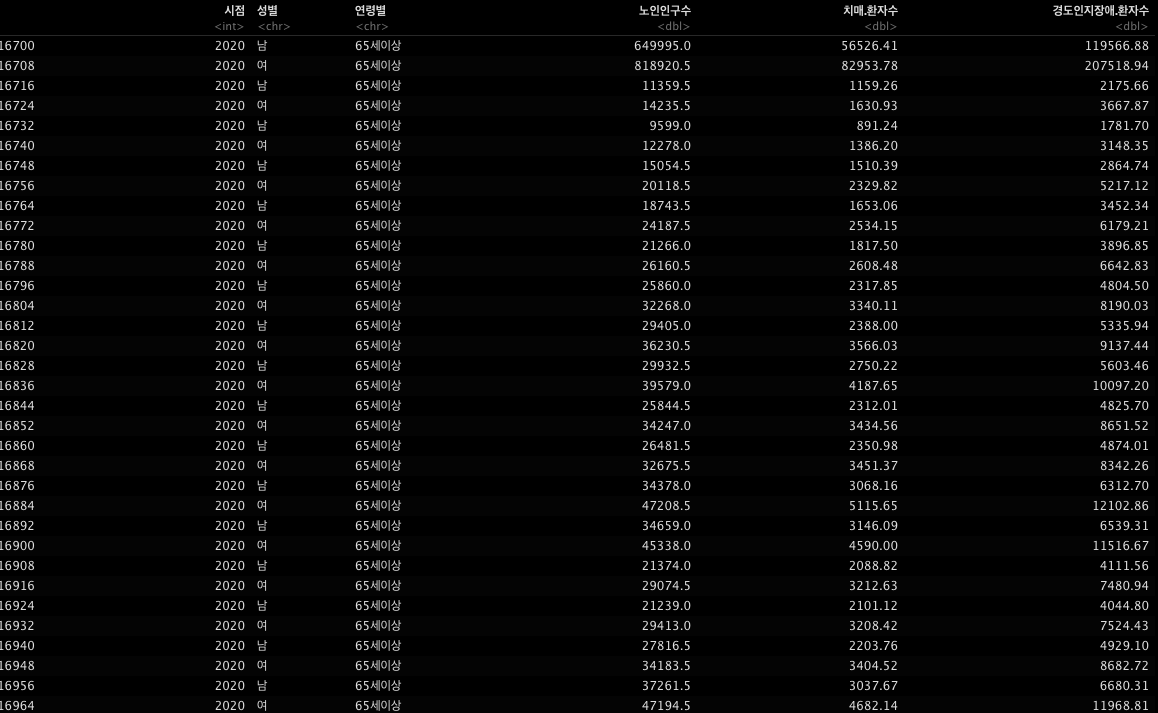 시점 성별 연령별 노인인구수 치매.환자수 경도인지장애.환자수
<int> <chr> <chr> <dbl> <dbl> <dbl>
16700 2020 남 65세이상 649995.0 56526.41 119566.88
16708 2020 여 65세이상 818920.5 82953.78 207518.94
16716 2020 남 65세이상 11359.5 1159.26 2175.66
16724 2020 여 65세이상 14235.5 1630.93 3667.87
16732 2020 남 65세이상 9599.0 891.24 1781.70
16740 2020 여 65세이상 12278.0 1386.20 3148.35
16748 2020 남 65세이상 15054.5 1510.39 2864.74
16756 2020 여 65세이상 20118.5 2329.82 5217.12
16764 2020 남 65세이상 18743.5 1653.06 3452.34
16772 2020 여 65세이상 24187.5 2534.15 6179.21
16780 2020 남 65세이상 21266.0 1817.50 3896.85
16788 2020 여 65세이상 26160.5 2608.48 6642.83
16796 2020 남 65세이상 25860.0 2317.85 4804.50
16804 2020 여 65세이상 32268.0 3340.11 8190.03
16812 2020 남 65세이상 29405.0 2388.00 5335.94
16820 2020 여 65세이상 36230.5 3566.03 9137.44
16828 2020 남 65세이상 29932.5 2750.22 5603.46
16836 2020 여 65세이상 39579.0 4187.65 10097.20
16844 2020 남 65세이상 25844.5 2312.01 4825.70
16852 2020 여 65세이상 34247.0 3434.56 8651.52
16860 2020 남 65세이상 26481.5 2350.98 4874.01
16868 2020 여 65세이상 32675.5 3451.37 8342.26
16876 2020 남 65세이상 34378.0 3068.16 6312.70
16884 2020 여 65세이상 47208.5 5115.65 12102.86
16892 2020 남 65세이상 34659.0 3146.09 6539.31
16900 2020 여 65세이상 45338.0 4590.00 11516.67
16908 2020 남 65세이상 21374.0 2088.82 4111.56
16916 2020 여 65세이상 29074.5 3212.63 7480.94
16924 2020 남 65세이상 21239.0 2101.12 4044.80
16932 2020 여 65세이상 29413.0 3208.42 7524.43
16940 2020 남 65세이상 27816.5 2203.76 4929.10
16948 2020 여 65세이상 34183.5 3404.52 8682.72
16956 2020 남 65세이상 37261.5 3037.67 6680.31
16964 2020 여 65세이상 47194.5 4682.14 11968.81